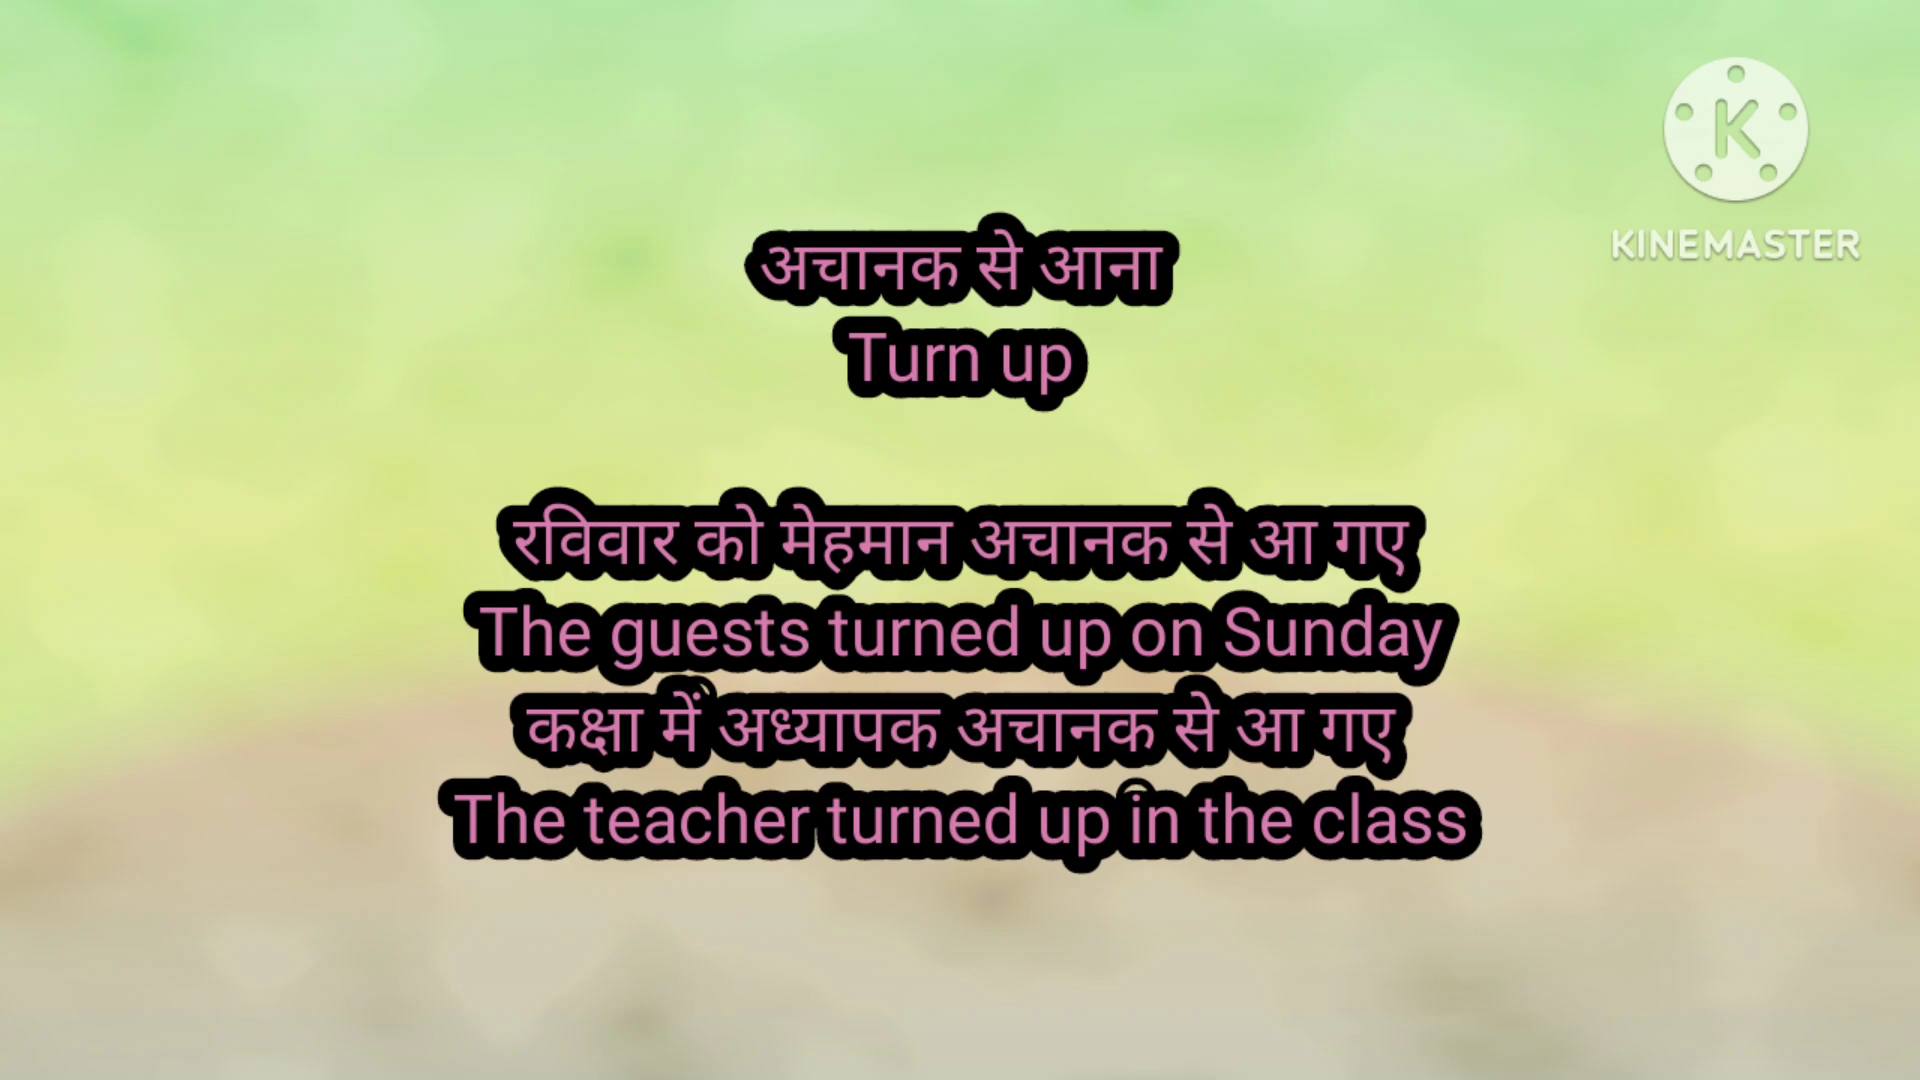 K
KINEMASTER
अचानक से आना
Turn up
रविवार को मेहमान अचानक से आ गए
The guests turned up on Sunday
कक्षा में अध्यापक अचानक से आ गए
The teacher turned up in the class